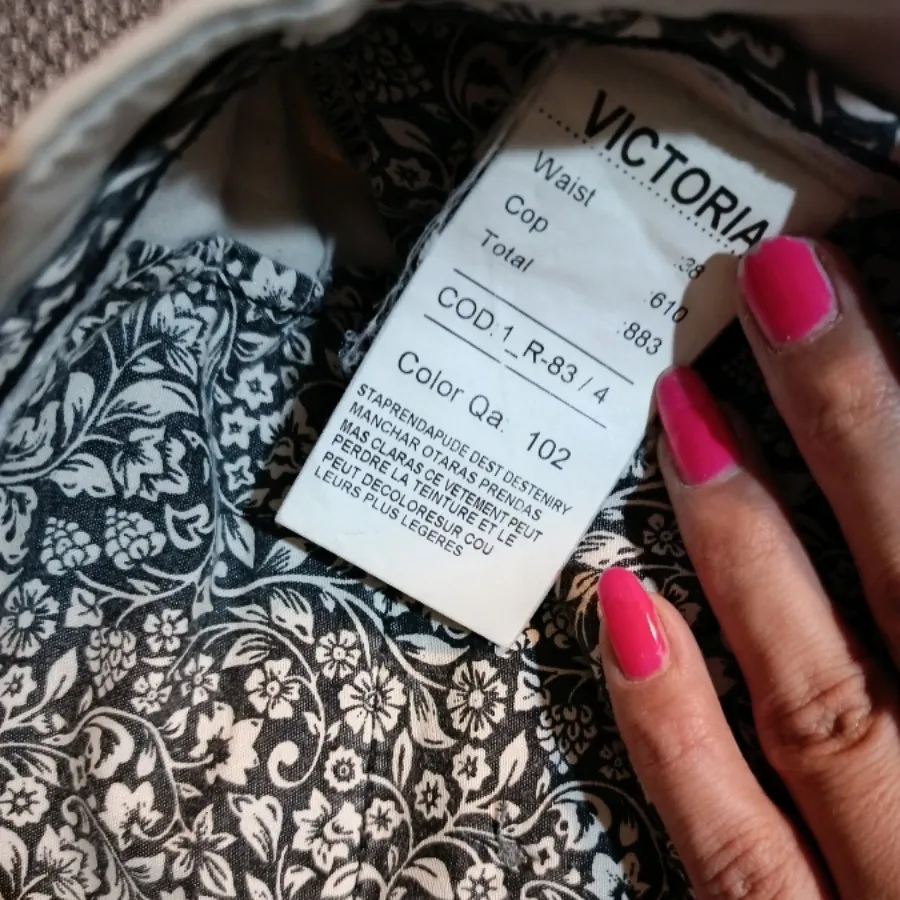 VICTORIA
Waist :38
Cop :610
Total :883
COD:1_R-83 / 4
Color Qa: 102
STAPRENDAPUDE DEST DESTENIRY
MANCHAR OTARAS PRENDAS
MAS CLARAS CE VETEMENT PEUT
PERDRE LA TEINTURE ET LE
PEUT DECOLORESUR COU
LEURS PLUS LEGERES